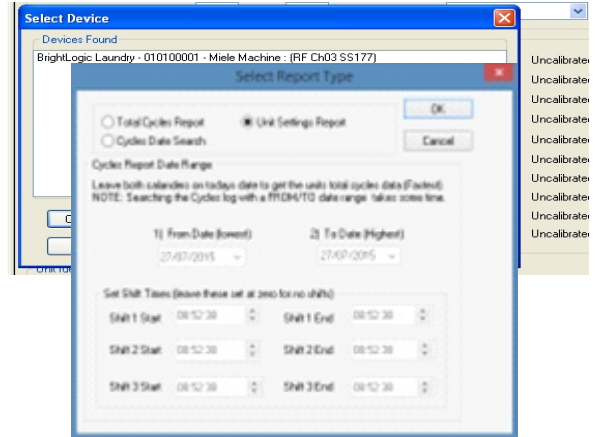 Select Device
Devices Found
BrightLogic Laundry - 010100001 - Miele Machine : (RF Ch03 SS177)
Uncalibrated
Select Report Type
Uncalibrated
Uncalibrated
OK
Total Cycles Report
Unit Settings Report
Uncalibrated
Cycles Date Search
Cancel
Uncalibrated
Cycles Report Date Range
Uncalibrated
Leave both calanders on todays date to get the units total cycles data (Fastest)
Uncalibrated
NOTE: Searching the Cycles log with a FROM/TO date range takes some time.
Uncalibrated
Uncalibrated
1) From Date (lowest)
2) To Date (Highest)
Uncalibrated
27/07/2015
27/07/2015
Set Shift Times (leave these set at zero for no shifts)
Shift 1 Start
08:52:38
Shift 1 End
08:52:38
Shift 2 Start
08:52:38
Shift 2 End
08:52:38
Shift 3 Start
08:52:38
Shift 3 End
08:52:38